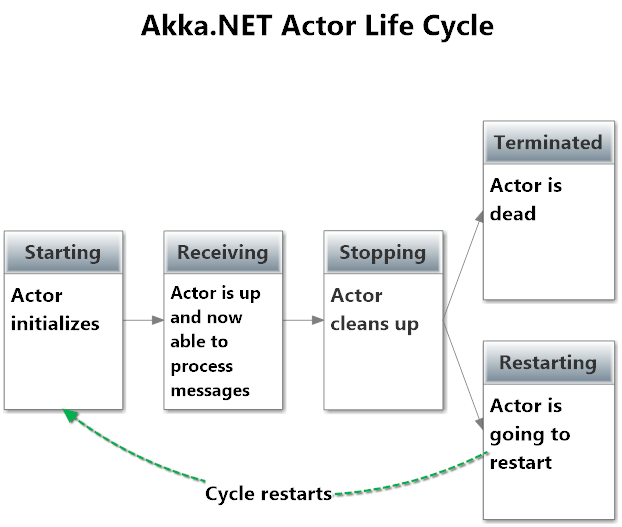 Akka.NET Actor Life Cycle
Starting
Actor
initializes
Receiving
Actor is up
and now
able to
process
messages
Stopping
Actor
cleans up
Terminated
Actor is
dead
Restarting
Actor is
going to
restart
Cycle restarts